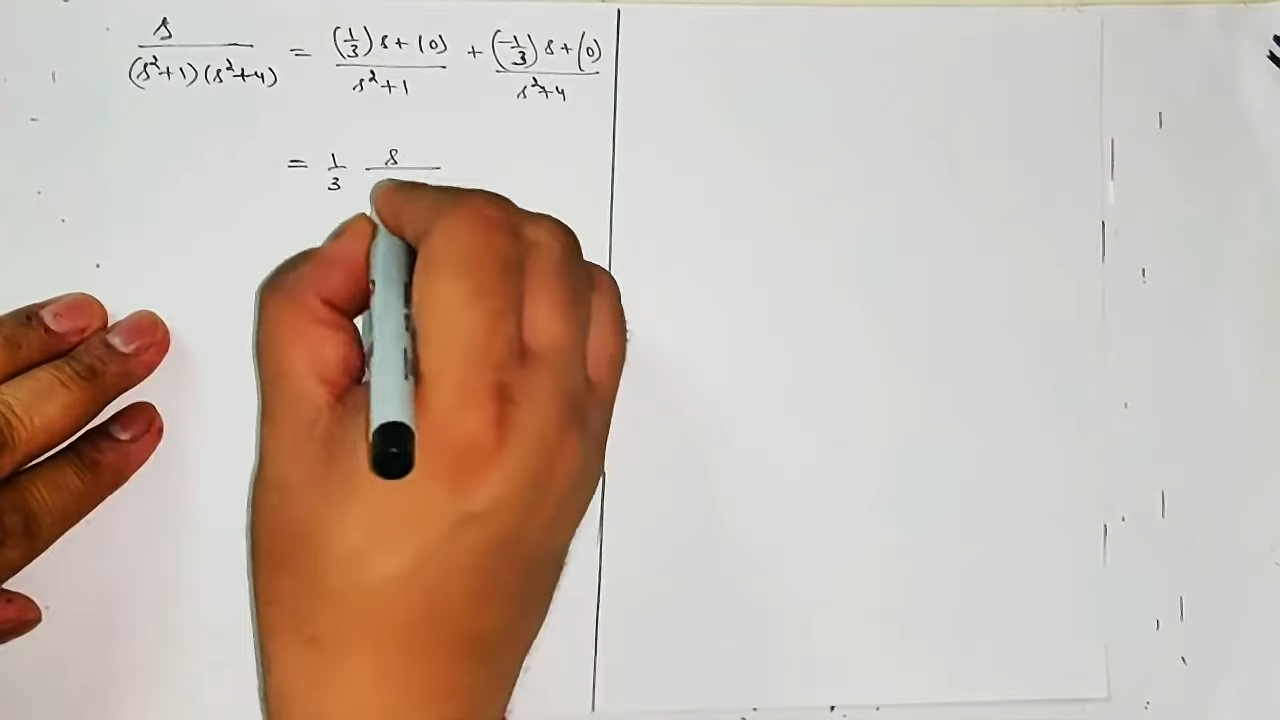 s/((s²+1)(s²+4)) = ((1/3)s+(0))/(s²+1) + ((-1/3)s+(0))/(s²+4)
= 1/3 s/